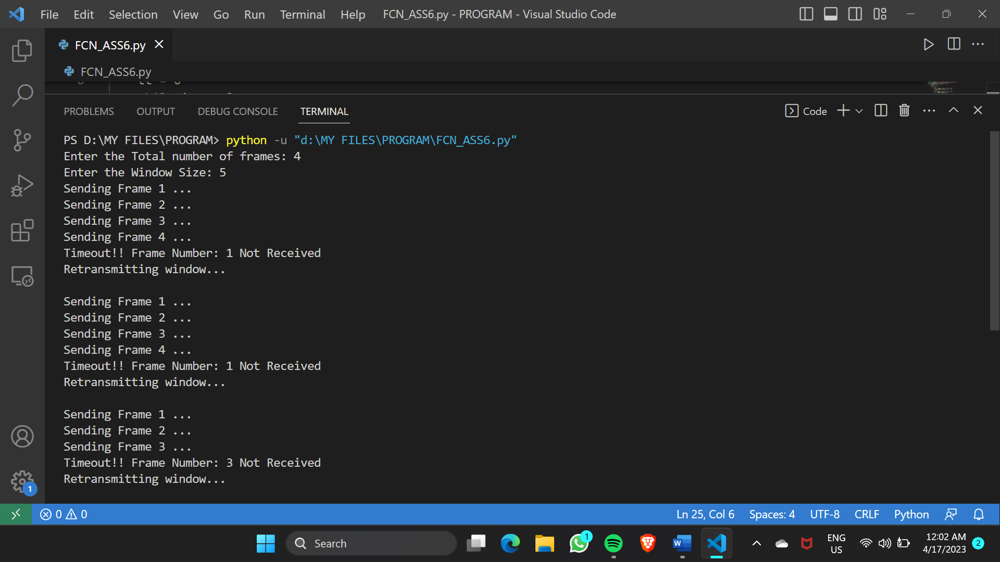 File Edit Selection View Go Run Terminal Help FCN_ASS6.py - PROGRAM - Visual Studio Code
FCN_ASS6.py
FCN_ASS6.py
PROBLEMS OUTPUT DEBUG CONSOLE TERMINAL Code
PS D:\MY FILES\PROGRAM> python -u "d:\MY FILES\PROGRAM\FCN_ASS6.py"
Enter the Total number of frames: 4
Enter the Window Size: 5
Sending Frame 1 ...
Sending Frame 2 ...
Sending Frame 3 ...
Sending Frame 4 ...
Timeout!! Frame Number: 1 Not Received
Retransmitting window...
Sending Frame 1 ...
Sending Frame 2 ...
Sending Frame 3 ...
Sending Frame 4 ...
Timeout!! Frame Number: 1 Not Received
Retransmitting window...
Sending Frame 1 ...
Sending Frame 2 ...
Sending Frame 3 ...
Timeout!! Frame Number: 3 Not Received
Retransmitting window...
1
0 0 Ln 25, Col 6 Spaces: 4 UTF-8 CRLF Python
Search 1 W ENG US 12:02 AM 4/17/2023 2